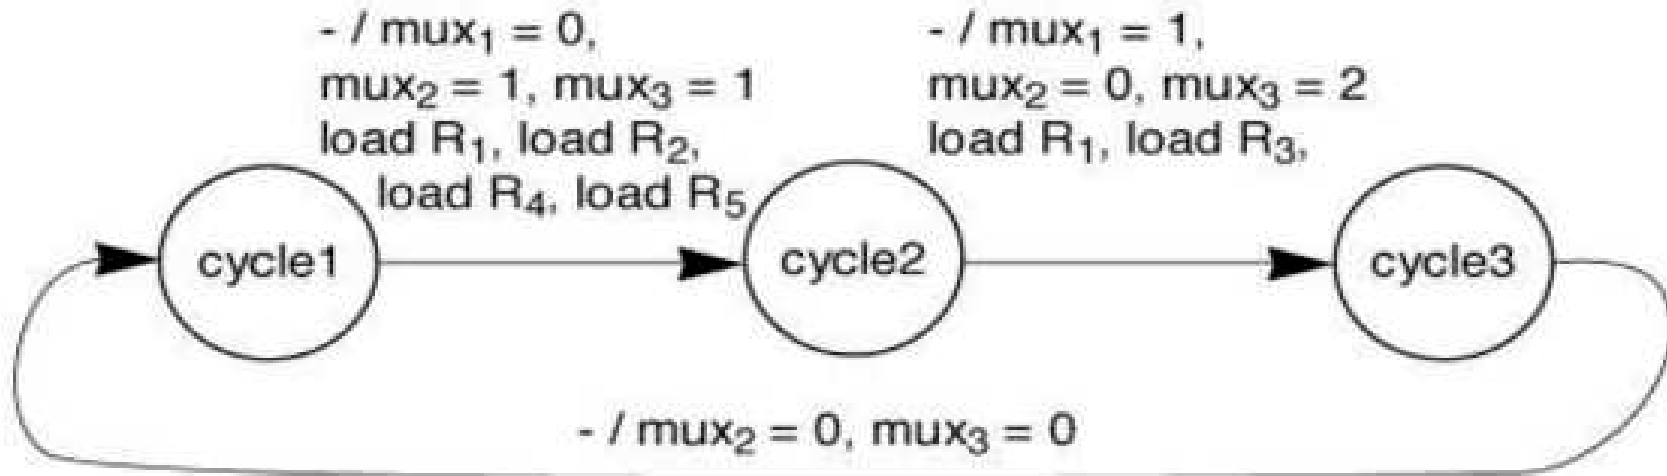 - / mux₁ = 0,
mux₂ = 1, mux₃ = 1
load R₁, load R₂,
load R₄, load R₅
- / mux₁ = 1,
mux₂ = 0, mux₃ = 2
load R₁, load R₃,
cycle1
cycle2
cycle3
- / mux₂ = 0, mux₃ = 0